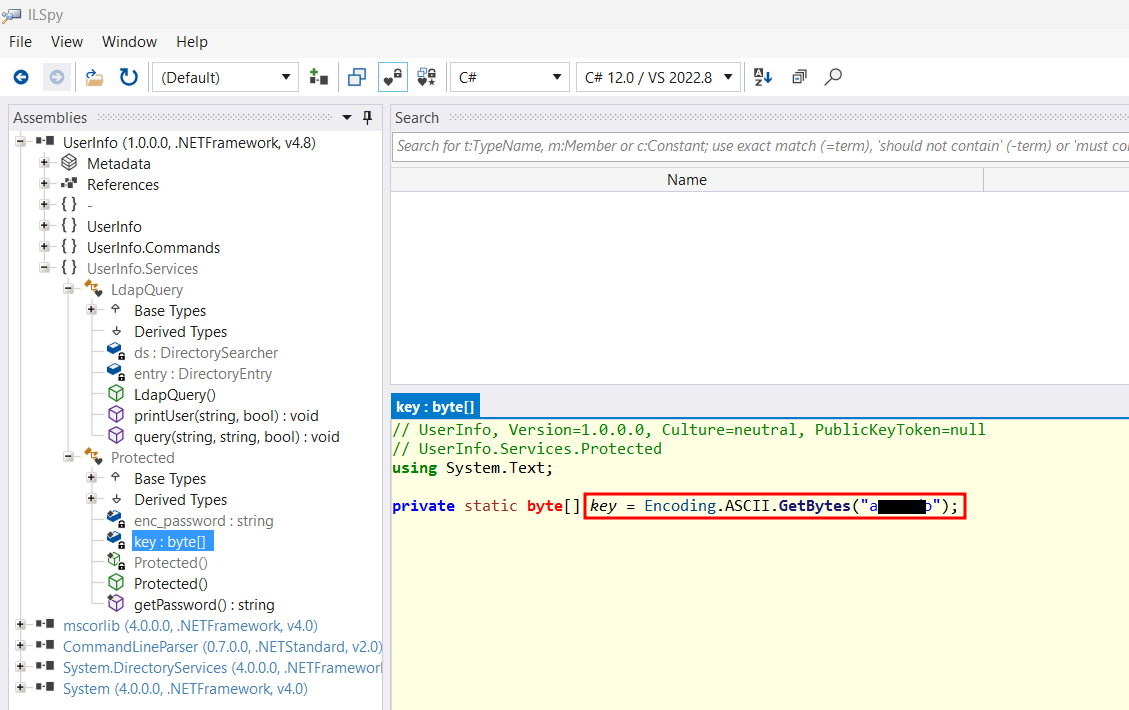 ILSpy
File View Window Help
(Default) C# C# 12.0 / VS 2022.8
Assemblies
UserInfo (1.0.0.0, .NETFramework, v4.8)
Metadata
References
{ } -
{ } UserInfo
{ } UserInfo.Commands
{ } UserInfo.Services
LdapQuery
Base Types
Derived Types
ds : DirectorySearcher
entry : DirectoryEntry
LdapQuery()
printUser(string, bool) : void
query(string, string, bool) : void
Protected
Base Types
Derived Types
enc_password : string
key : byte[]
Protected()
Protected()
getPassword() : string
mscorlib (4.0.0.0, .NETFramework, v4.0)
CommandLineParser (0.7.0.0, .NETStandard, v2.0)
System.DirectoryServices (4.0.0.0, .NETFramework
System (4.0.0.0, .NETFramework, v4.0)
Search
Search for t:TypeName, m:Member or c:Constant; use exact match (=term), 'should not contain' (-term) or 'must co
Name
key : byte[]
// UserInfo, Version=1.0.0.0, Culture=neutral, PublicKeyToken=null
// UserInfo.Services.Protected
using System.Text;
private static byte[] key = Encoding.ASCII.GetBytes("a o");